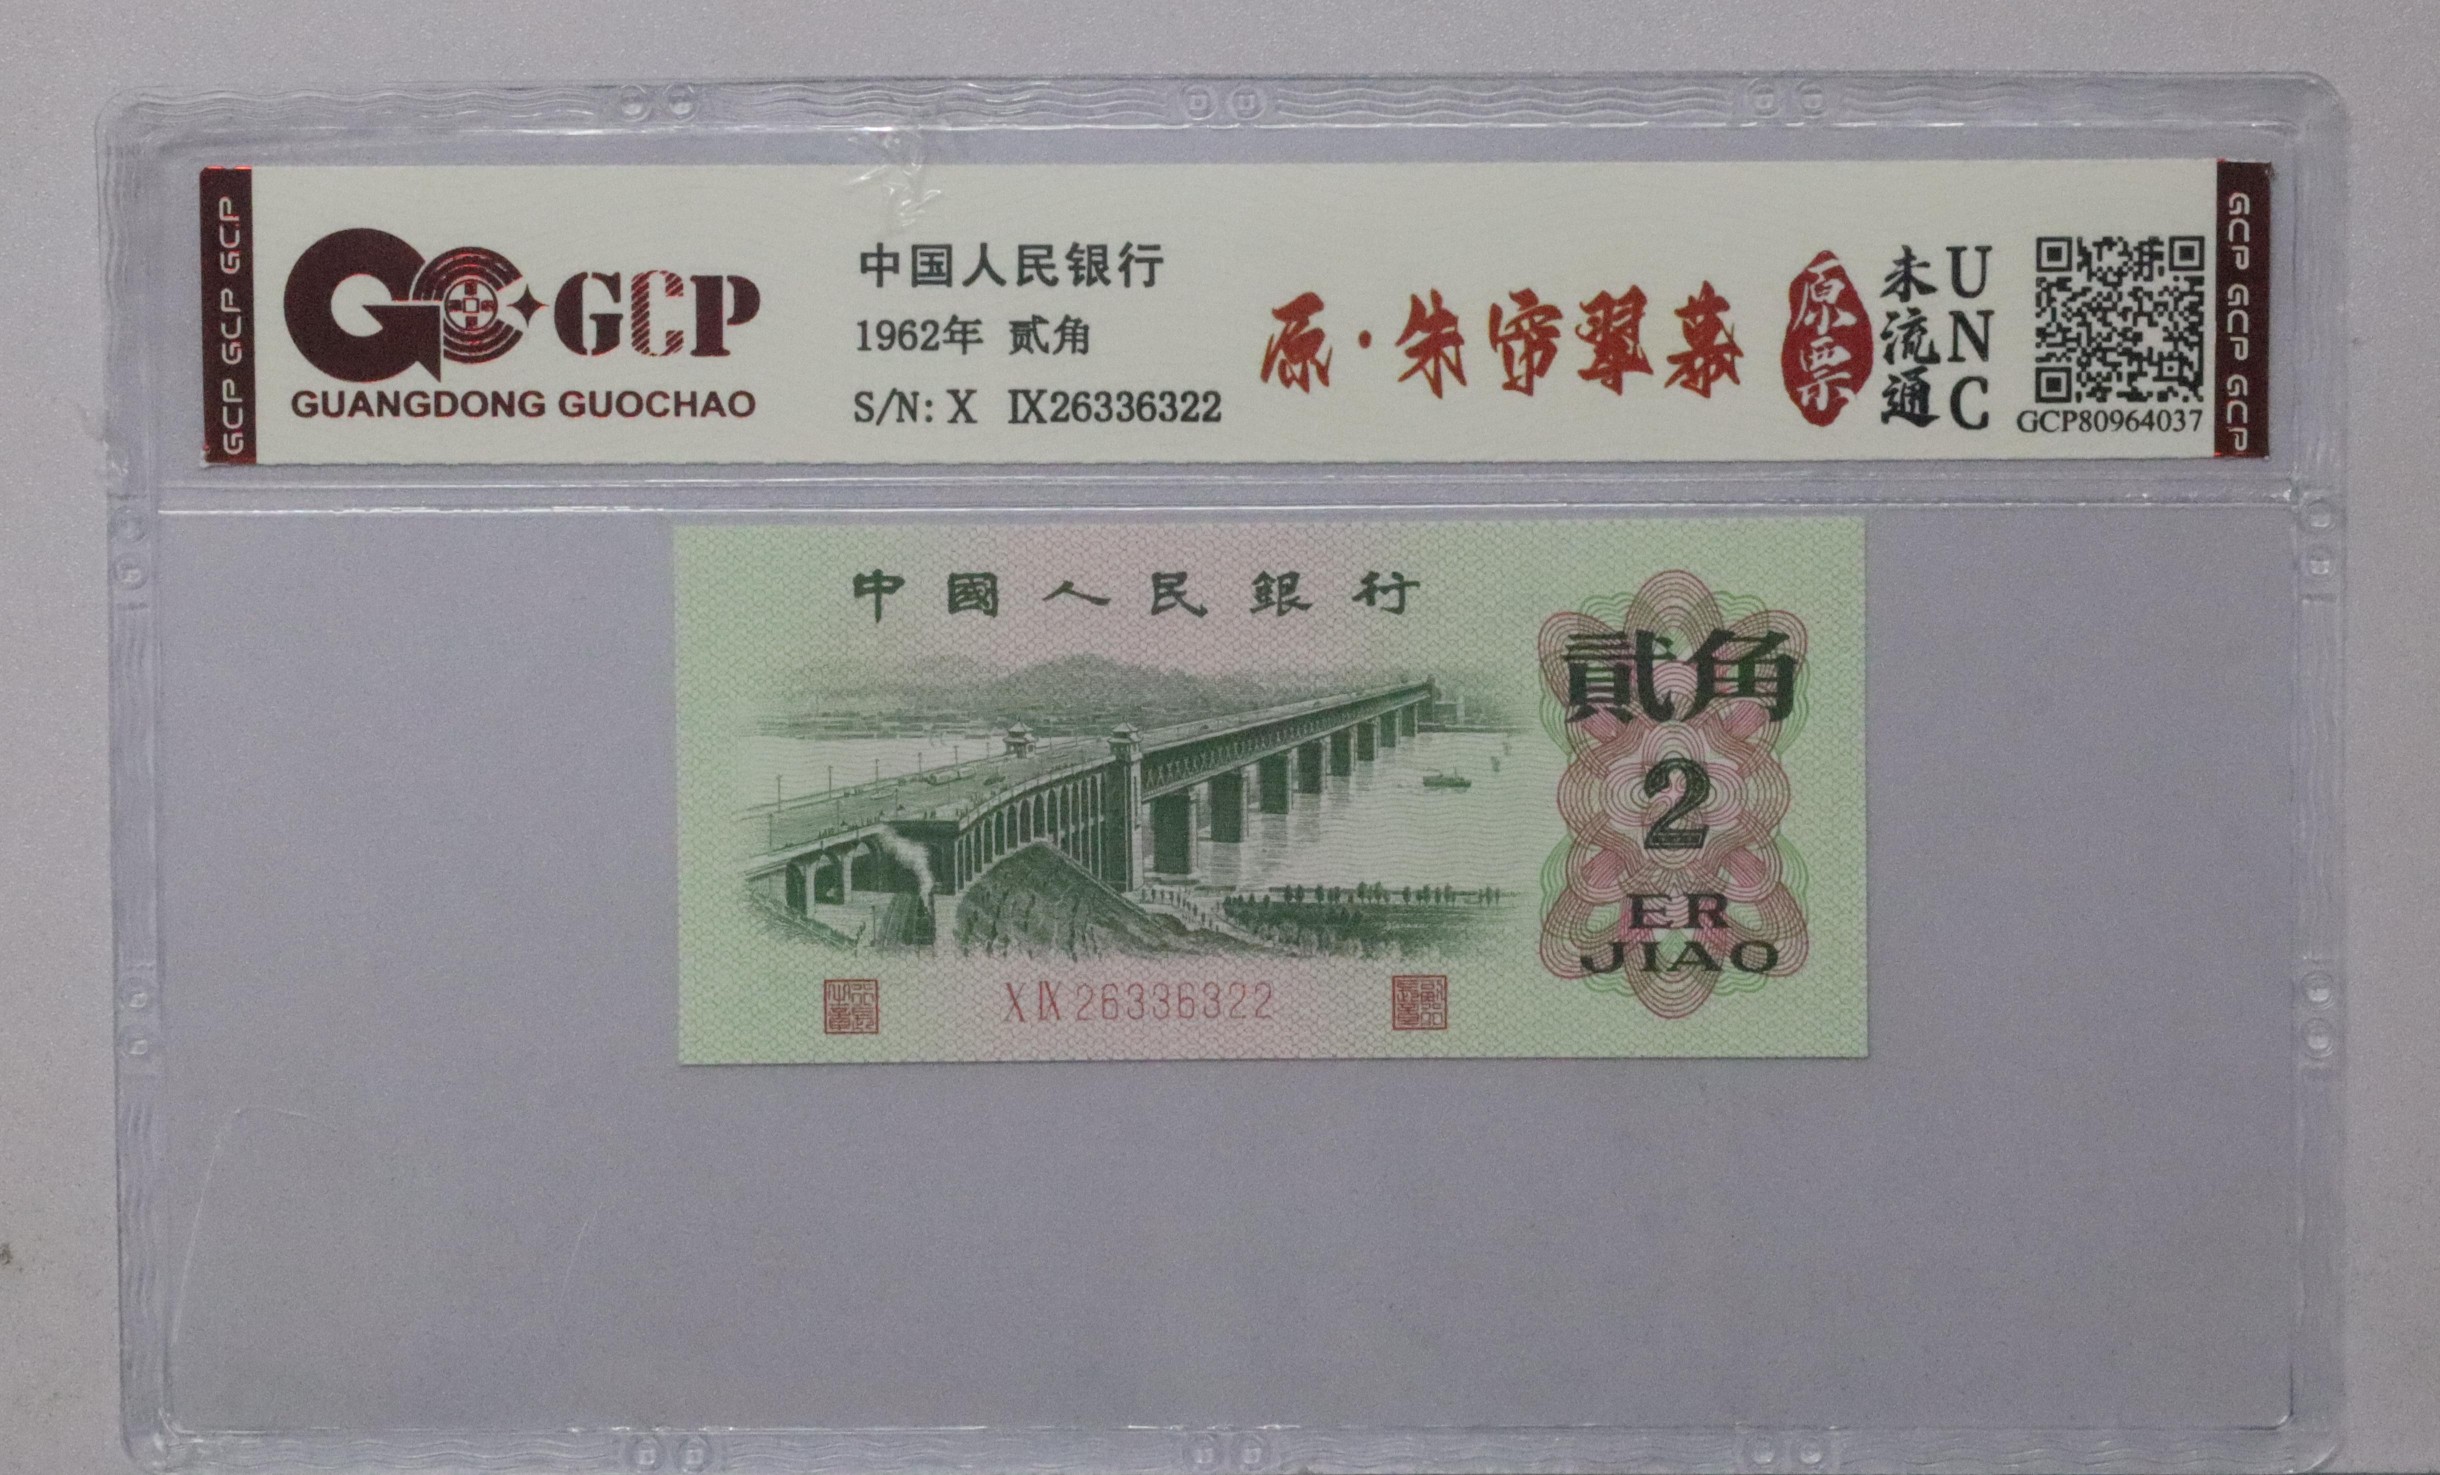 GCP GCP GCP
GCP
GUANGDONG GUOCHAO
中国人民银行
1962年 贰角
S/N: X IX26336322
原·朱帘翠幕
原票
未流通
UNC
GCP80964037
GCP GCP GCP
中國人民銀行
貳角
2
ER
JIAO
X IX 26336322